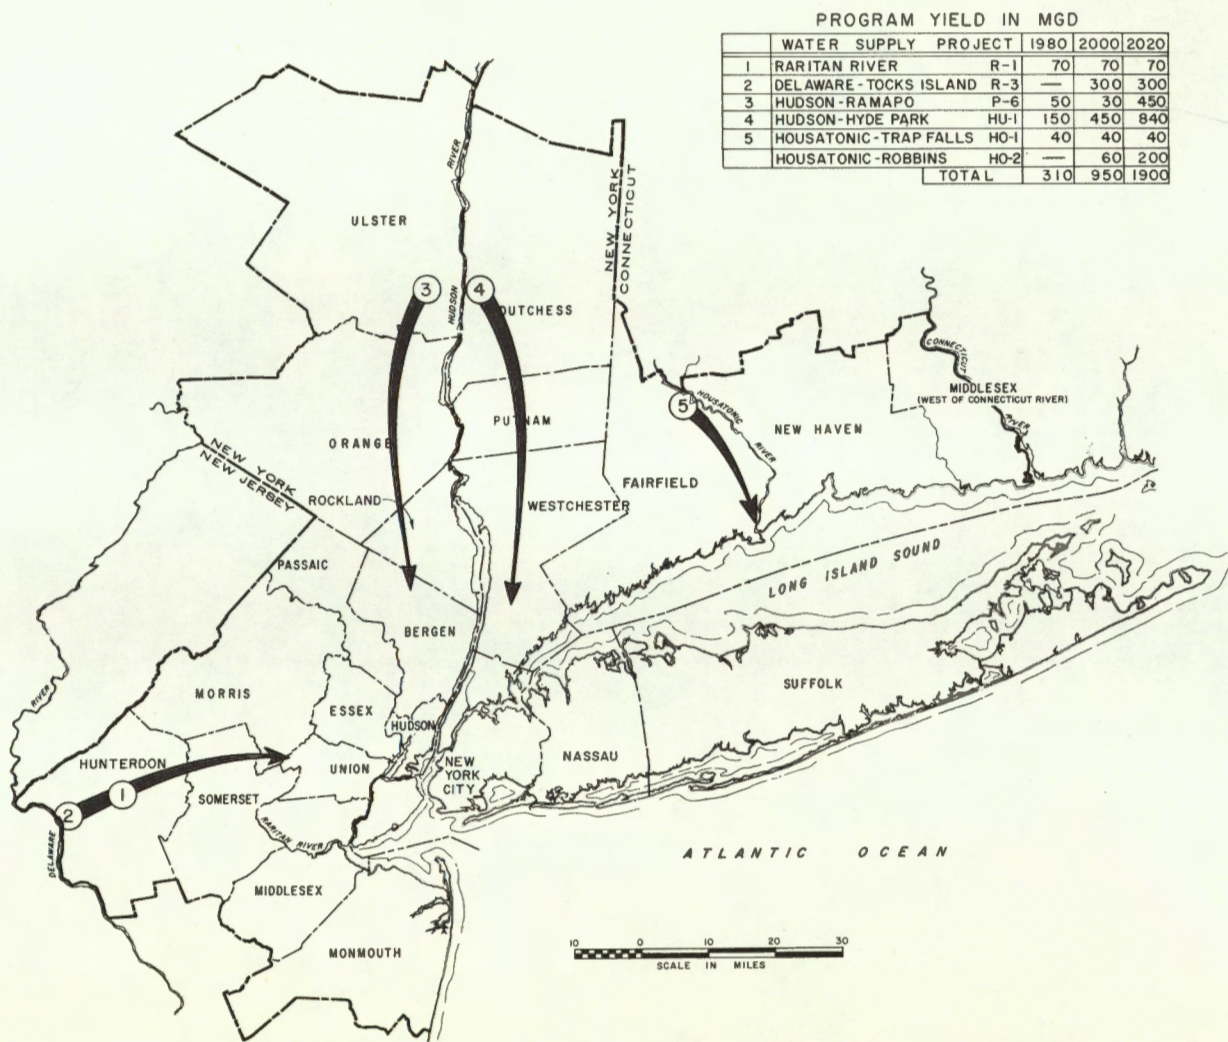 PROGRAM YIELD IN MGD
WATER SUPPLY PROJECT 1980 2000 2020
1 RARITAN RIVER R-1 70 70 70
2 DELAWARE-TOCKS ISLAND R-3 — 300 300
3 HUDSON-RAMAPO P-6 50 30 450
4 HUDSON-HYDE PARK HU-1 150 450 840
5 HOUSATONIC-TRAP FALLS HO-1 40 40 40
HOUSATONIC-ROBBINS HO-2 — 60 200
TOTAL 310 950 1900
RIVER
ULSTER
NEW YORK
CONNECTICUT
3
HUDSON
4
DUTCHESS
CONNECTICUT
RIVER
MIDDLESEX
(WEST OF CONNECTICUT RIVER)
5
HOUSATONIC
RIVER
NEW HAVEN
PUTNAM
ORANGE
NEW YORK
NEW JERSEY
FAIRFIELD
ROCKLAND
WESTCHESTER
PASSAIC
LONG ISLAND SOUND
BERGEN
SUFFOLK
MORRIS
RIVER
ESSEX
HUDSON
NASSAU
HUNTERDON
UNION
NEW
YORK
CITY
SOMERSET
1
2
RARITAN RIVER
DELAWARE
ATLANTIC OCEAN
MIDDLESEX
MONMOUTH
10 0 10 20 30
SCALE IN MILES